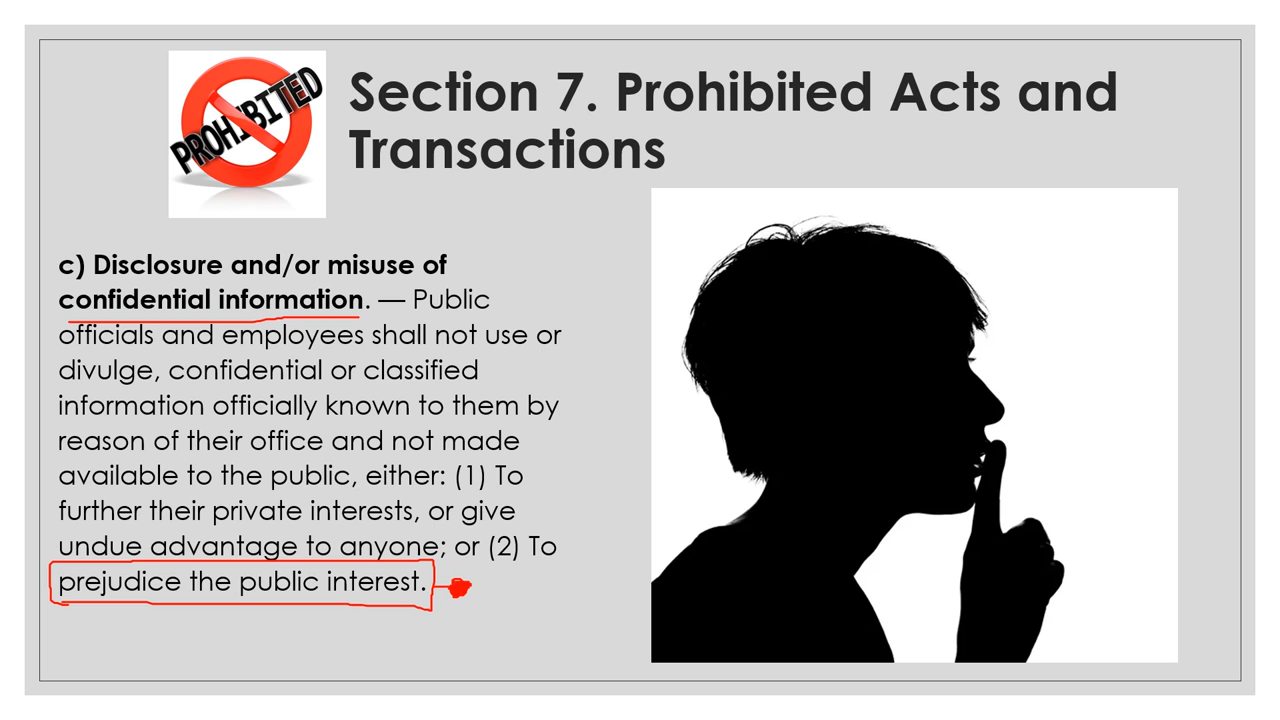 PROHIBITED
Section 7. Prohibited Acts and
Transactions
c) Disclosure and/or misuse of
confidential information. — Public
officials and employees shall not use or
divulge, confidential or classified
information officially known to them by
reason of their office and not made
available to the public, either: (1) To
further their private interests, or give
undue advantage to anyone; or (2) To
prejudice the public interest.